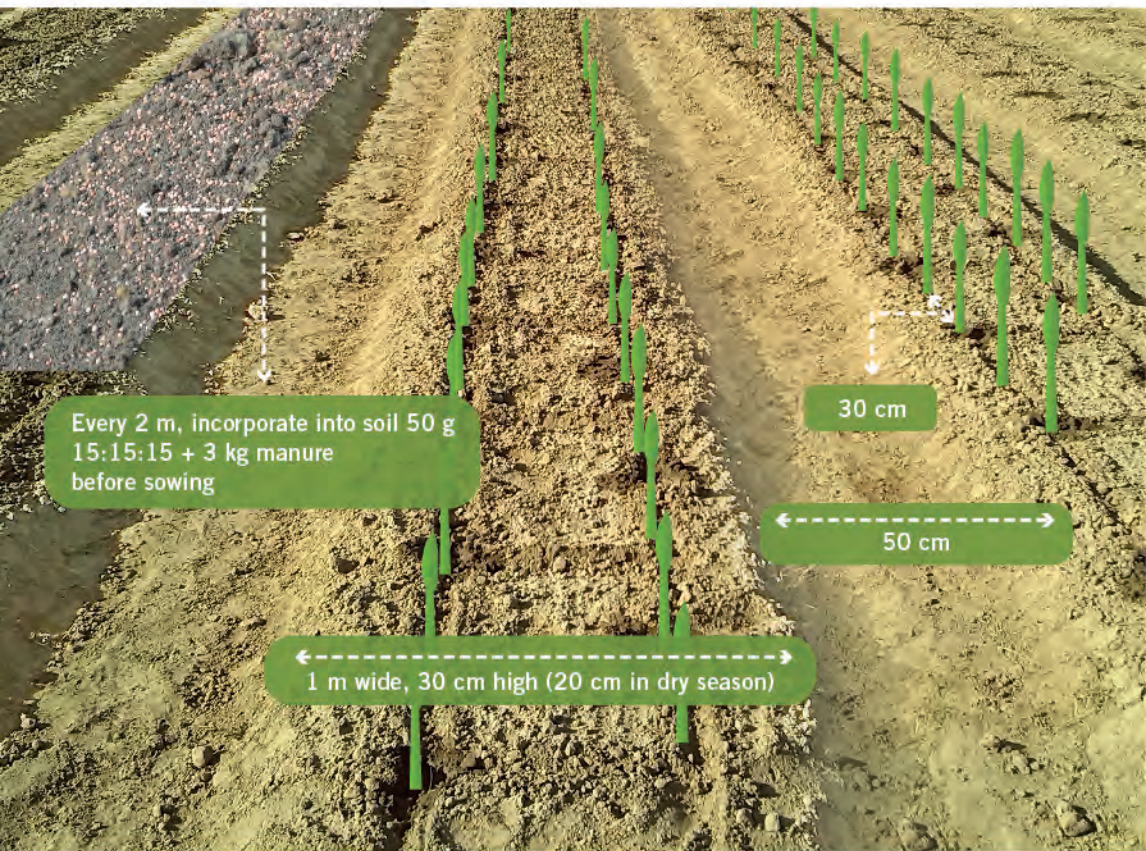 Every 2 m, incorporate into soil 50 g
15:15:15 + 3 kg manure
before sowing
30 cm
50 cm
1 m wide, 30 cm high (20 cm in dry season)